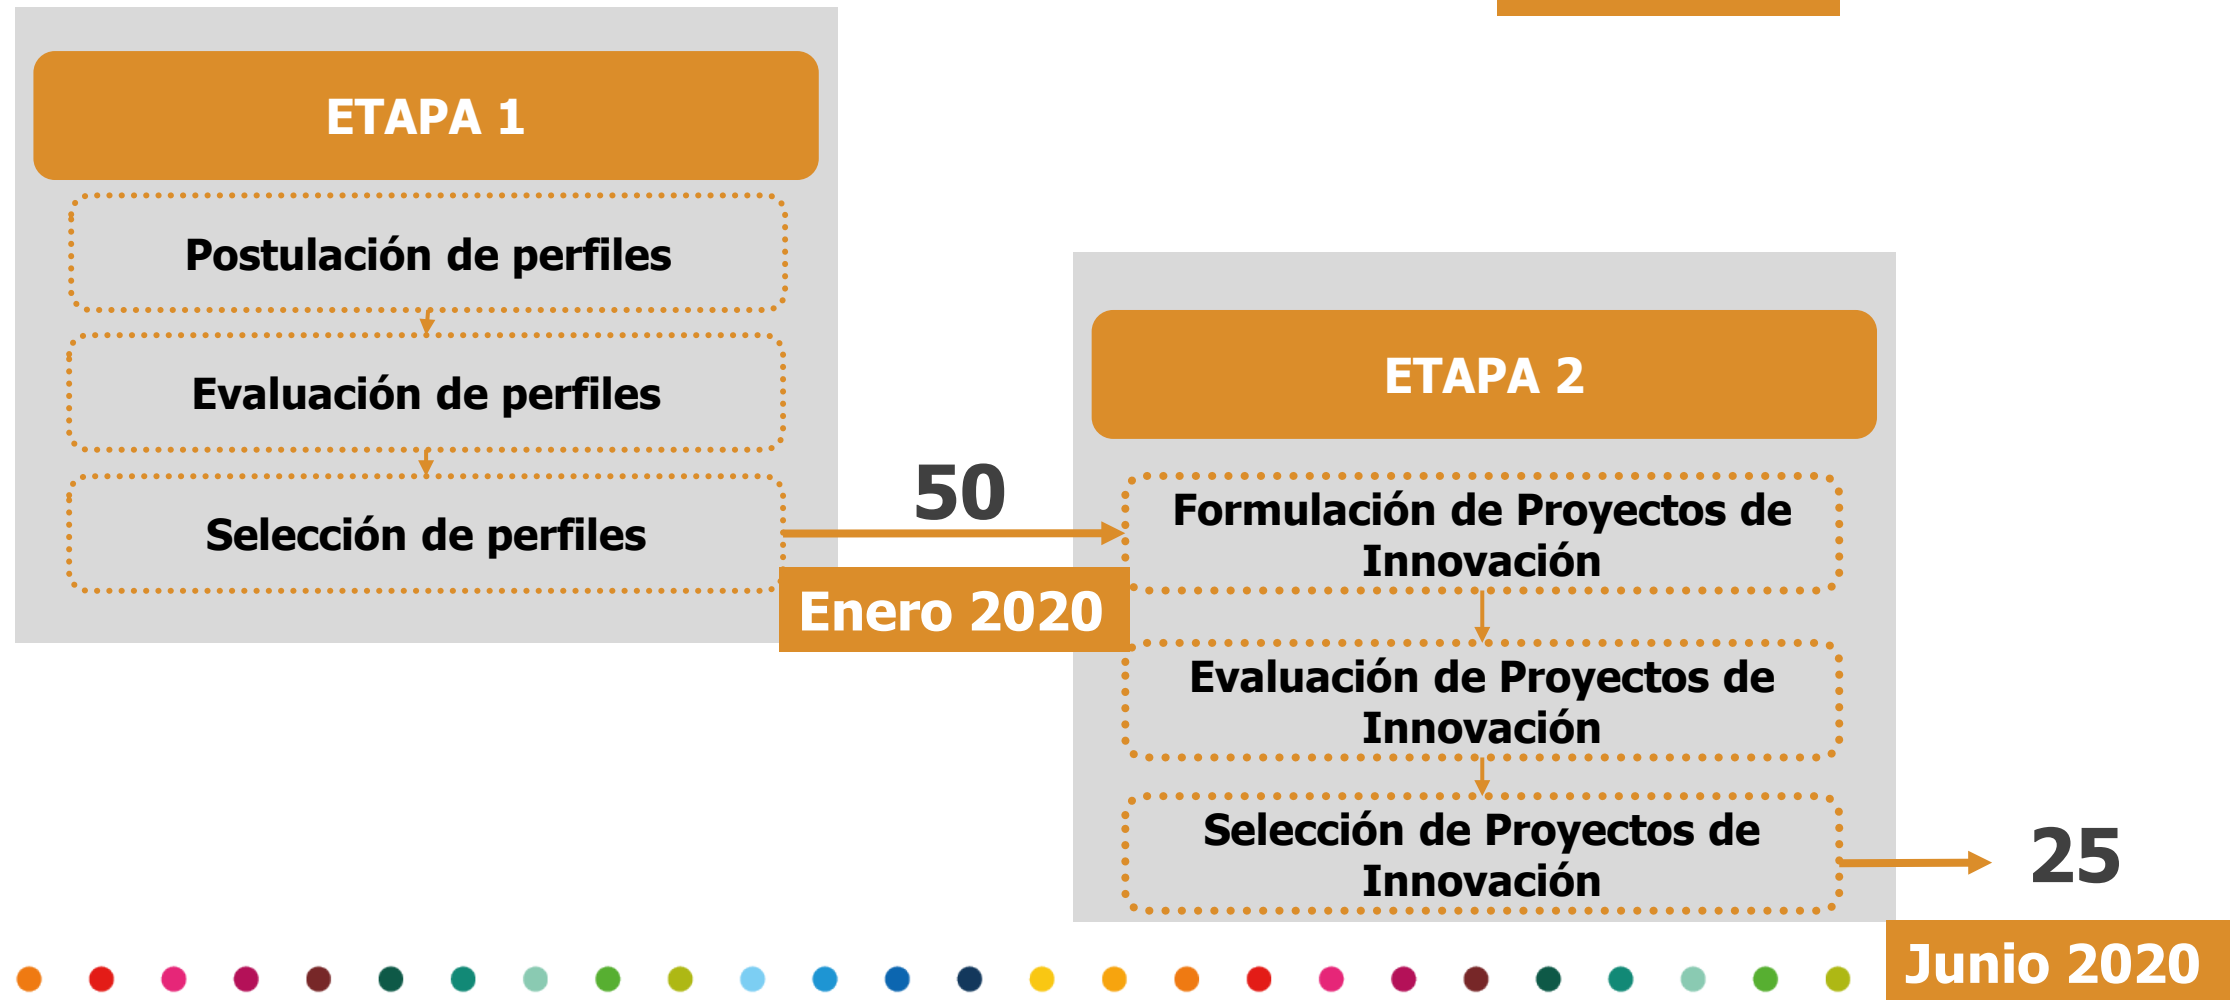 ETAPA 1
Postulación de perfiles
Evaluación de perfiles
Selección de perfiles
50
Enero 2020
ETAPA 2
Formulación de Proyectos de
Innovación
Evaluación de Proyectos de
Innovación
Selección de Proyectos de
Innovación
25
Junio 2020